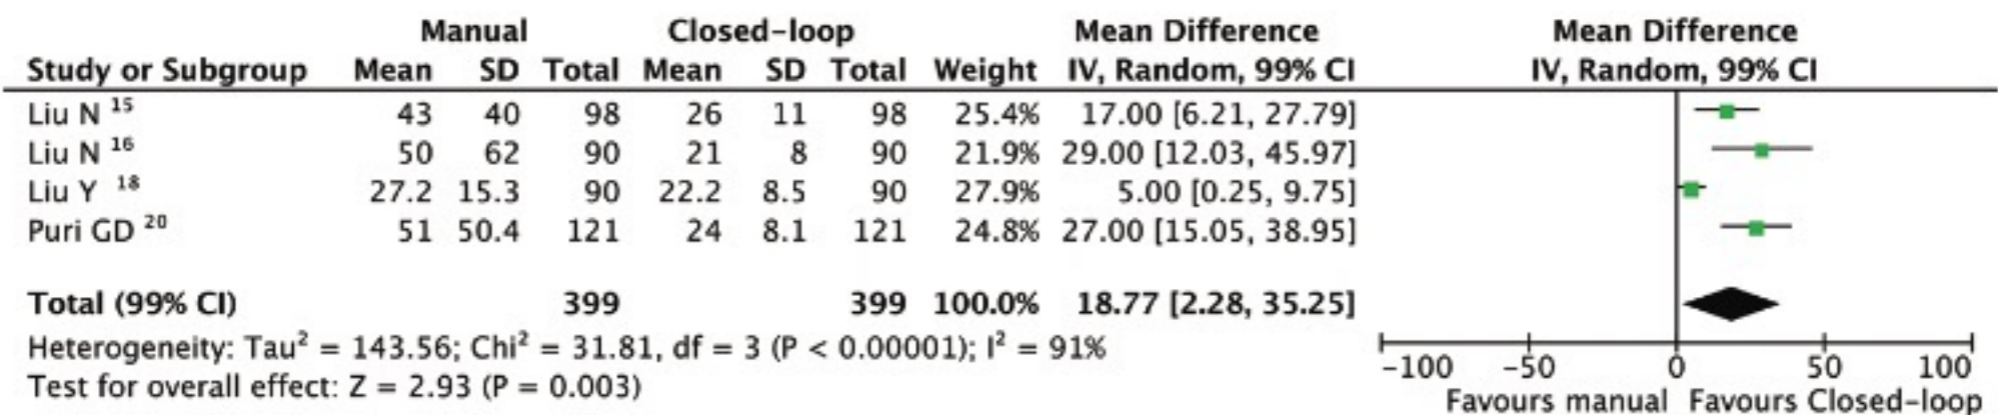 Manual Closed-loop Mean Difference Mean Difference
Study or Subgroup Mean SD Total Mean SD Total Weight IV, Random, 99% CI IV, Random, 99% CI
Liu N 15 43 40 98 26 11 98 25.4% 17.00 [6.21, 27.79]
Liu N 16 50 62 90 21 8 90 21.9% 29.00 [12.03, 45.97]
Liu Y 18 27.2 15.3 90 22.2 8.5 90 27.9% 5.00 [0.25, 9.75]
Puri GD 20 51 50.4 121 24 8.1 121 24.8% 27.00 [15.05, 38.95]
Total (99% CI) 399 399 100.0% 18.77 [2.28, 35.25]
Heterogeneity: Tau² = 143.56; Chi² = 31.81, df = 3 (P < 0.00001); I² = 91%
Test for overall effect: Z = 2.93 (P = 0.003)
-100 -50 0 50 100
Favours manual Favours Closed-loop